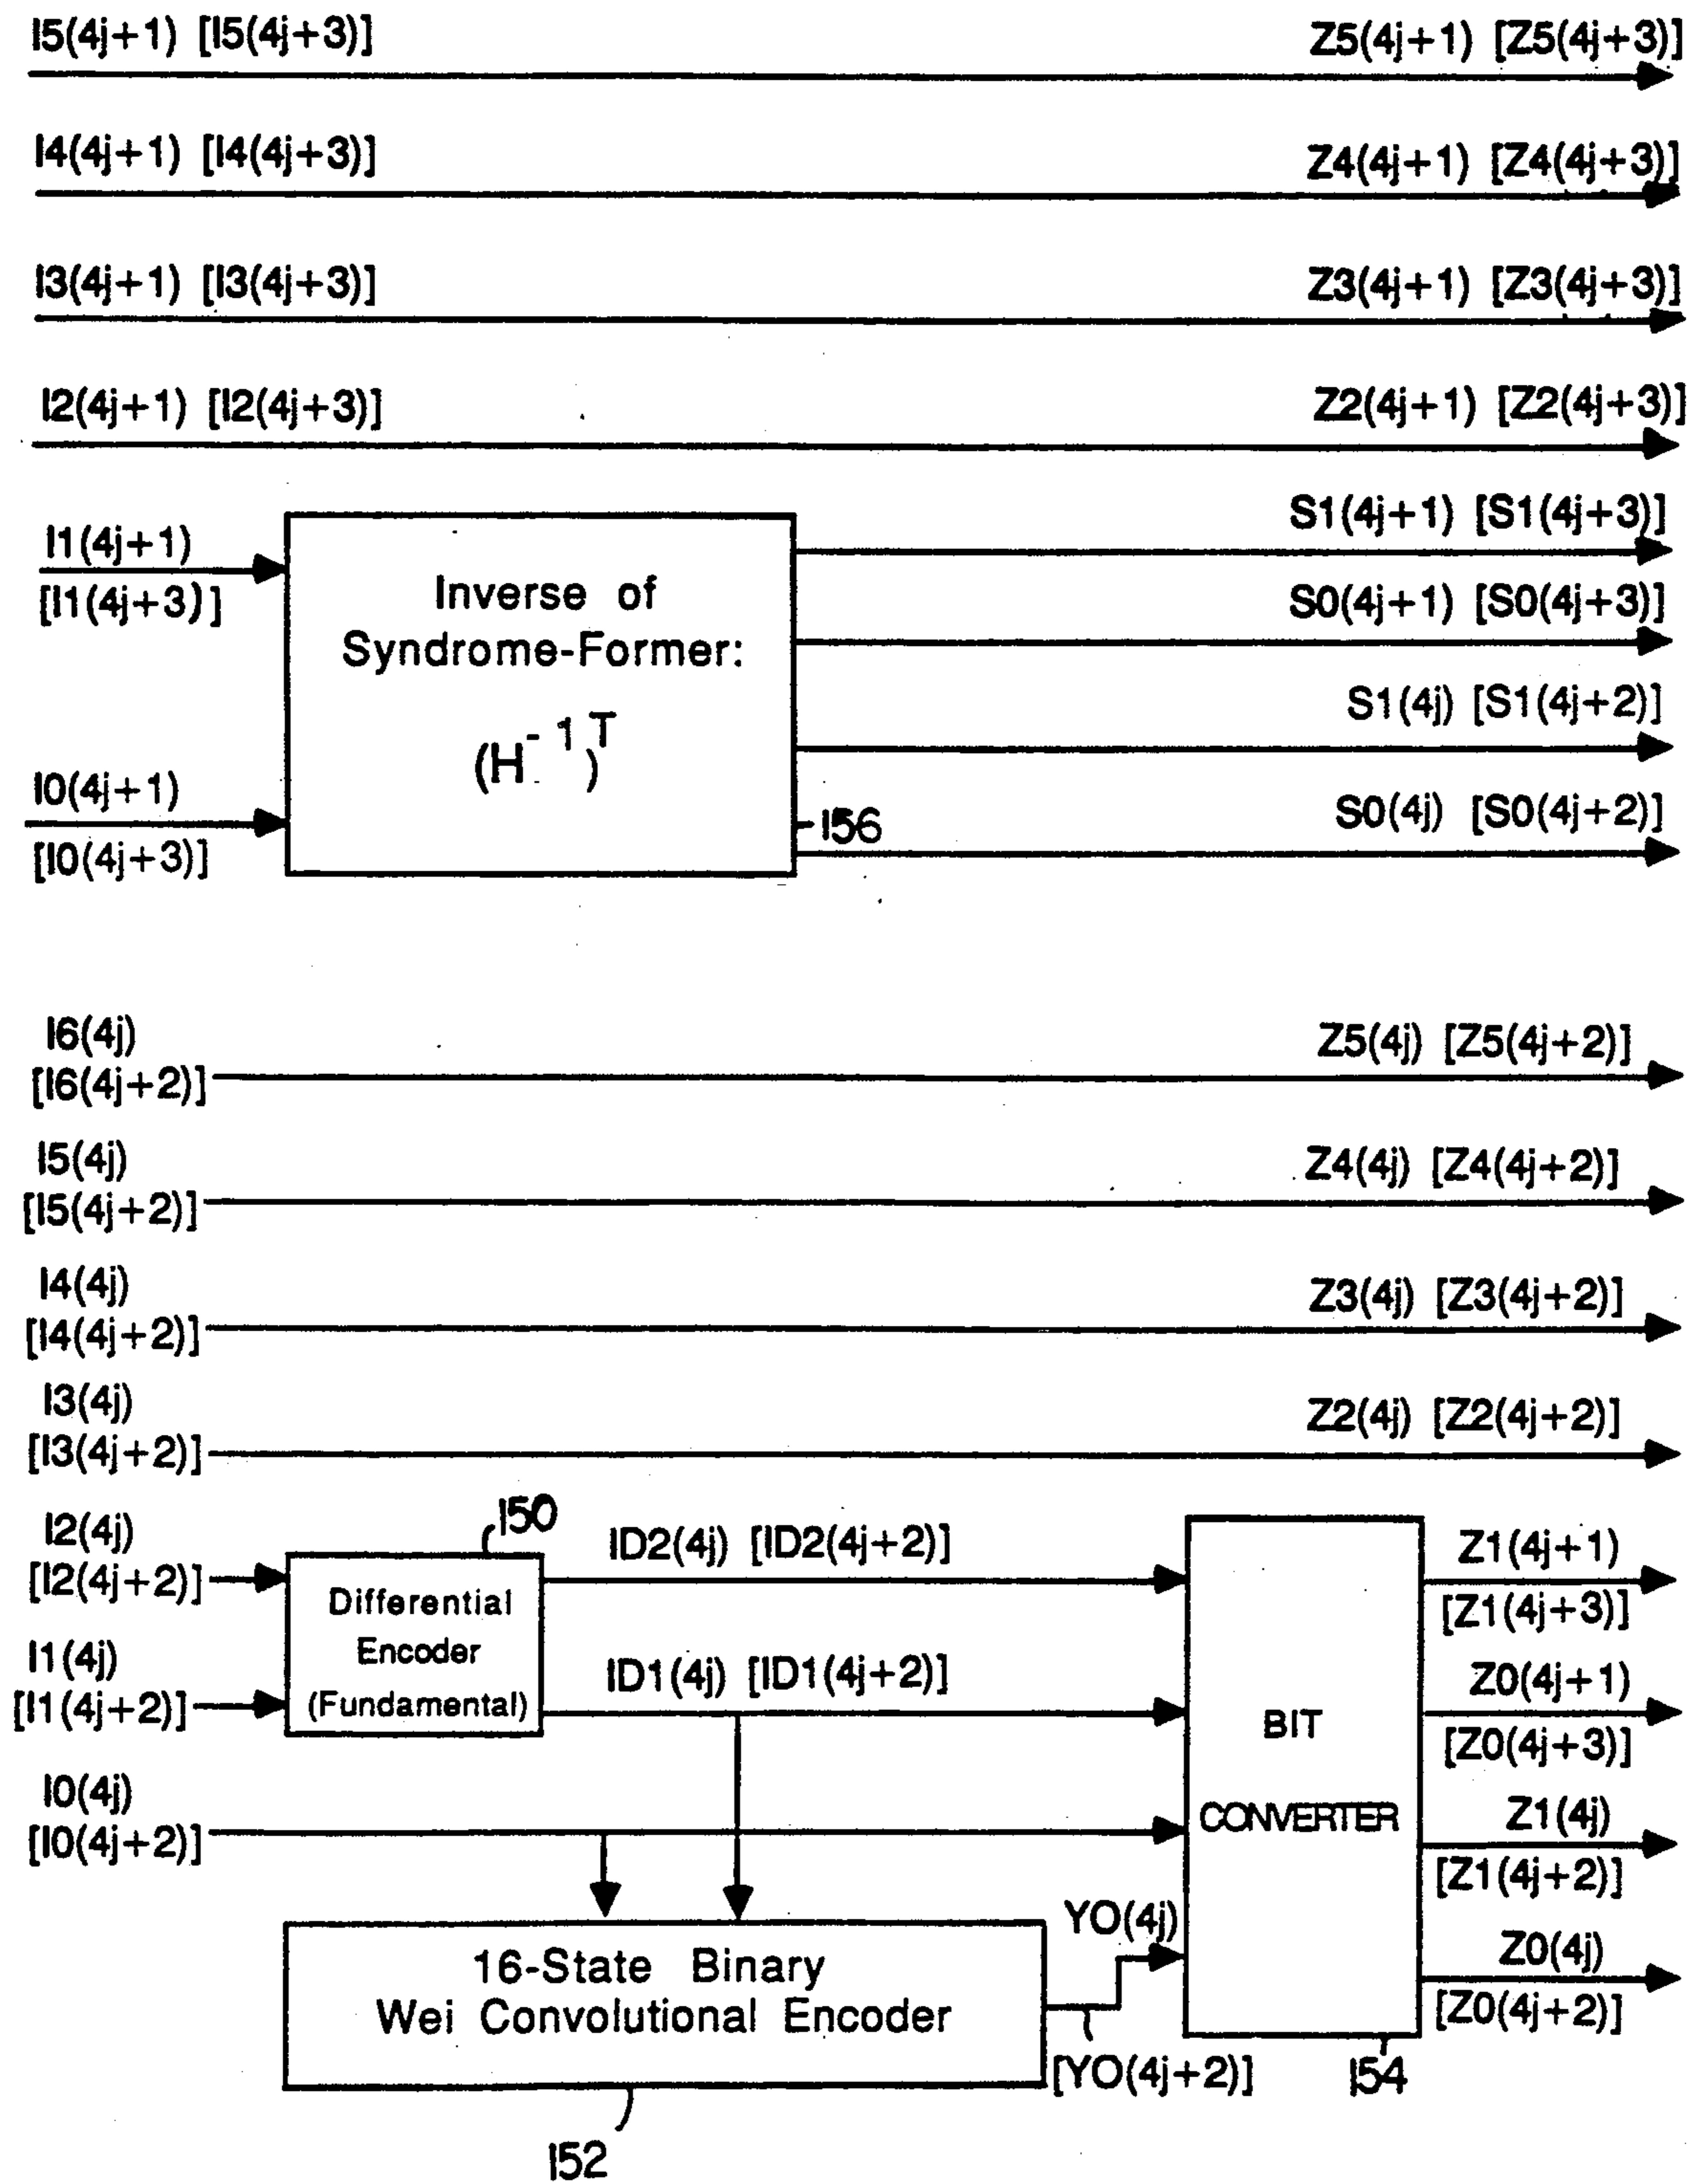 I5(4j+1) [I5(4j+3)]
Z5(4j+1) [Z5(4j+3)]
I4(4j+1) [I4(4j+3)]
Z4(4j+1) [Z4(4j+3)]
I3(4j+1) [I3(4j+3)]
Z3(4j+1) [Z3(4j+3)]
I2(4j+1) [I2(4j+3)]
Z2(4j+1) [Z2(4j+3)]
I1(4j+1)
[I1(4j+3)]
Inverse of
Syndrome-Former:
(H^-1)^T
S1(4j+1) [S1(4j+3)]
S0(4j+1) [S0(4j+3)]
S1(4j) [S1(4j+2)]
I0(4j+1)
[I0(4j+3)]
S0(4j) [S0(4j+2)]
156
I6(4j)
[I6(4j+2)]
Z5(4j) [Z5(4j+2)]
I5(4j)
[I5(4j+2)]
Z4(4j) [Z4(4j+2)]
I4(4j)
[I4(4j+2)]
Z3(4j) [Z3(4j+2)]
I3(4j)
[I3(4j+2)]
Z2(4j) [Z2(4j+2)]
I2(4j)
[I2(4j+2)]
150
ID2(4j) [ID2(4j+2)]
Differential
Encoder
(Fundamental)
I1(4j)
[I1(4j+2)]
ID1(4j) [ID1(4j+2)]
I0(4j)
[I0(4j+2)]
BIT
CONVERTER
Z1(4j+1)
[Z1(4j+3)]
Z0(4j+1)
[Z0(4j+3)]
Z1(4j)
[Z1(4j+2)]
Z0(4j)
[Z0(4j+2)]
16-State Binary
Wei Convolutional Encoder
Y0(4j)
[Y0(4j+2)]
154
152